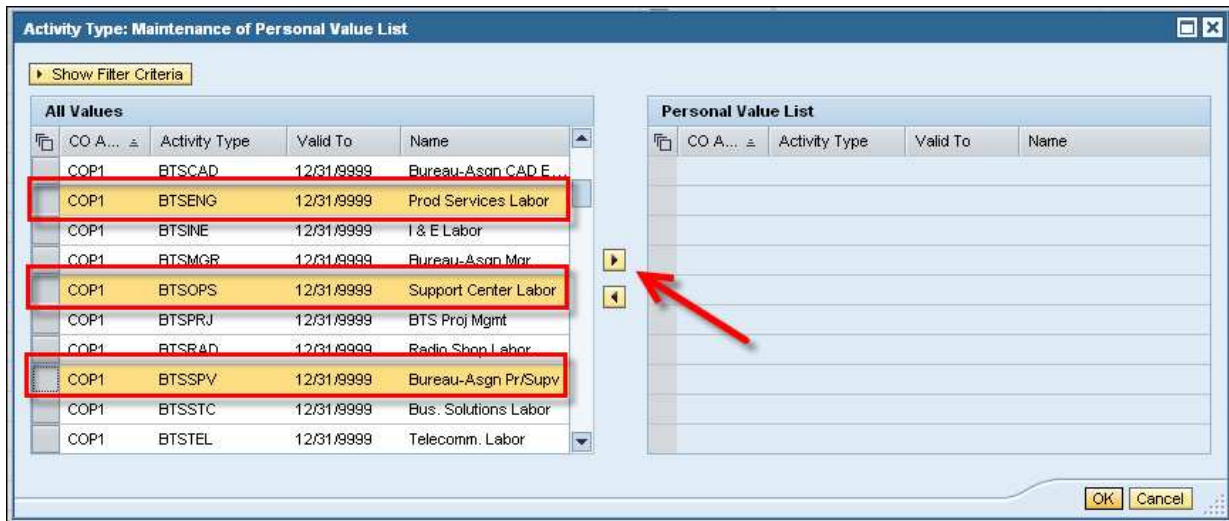 Activity Type: Maintenance of Personal Value List
Show Filter Criteria
All Values
CO A... Activity Type Valid To Name
COP1 BTSCAD 12/31/9999 Bureau-Asgn CAD E...
COP1 BTSENG 12/31/9999 Prod Services Labor
COP1 BTSINE 12/31/9999 I & E Labor
COP1 BTSMGR 12/31/9999 Bureau-Asgn Mgr
COP1 BTSOPS 12/31/9999 Support Center Labor
COP1 BTSPRJ 12/31/9999 BTS Proj Mgmt
COP1 BTSRAD 12/31/9999 Radio Shop Labor
COP1 BTSSPV 12/31/9999 Bureau-Asgn Pr/Supv
COP1 BTSSTC 12/31/9999 Bus. Solutions Labor
COP1 BTSTEL 12/31/9999 Telecomm. Labor
Personal Value List
CO A... Activity Type Valid To Name
OK Cancel